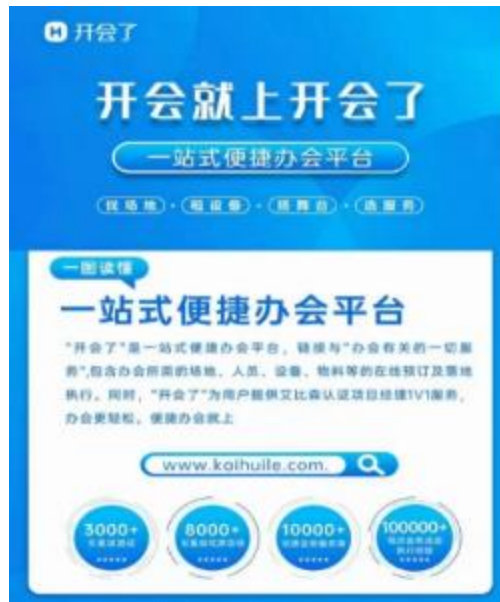 开会了
开会就上开会了
一站式便捷办会平台
找场地·租设备·搭舞台·选服务
一图读懂
一站式便捷办会平台
"开会了"是一站式便捷办会平台，链接与"办会有关的一切服
务",包含办会所需的场地、人员、设备、物料等的在线预订及落地
执行。同时，"开会了"为用户提供艾比森认证项目经理1V1服务，
办会更轻松。便捷办会就上
www.kaihuile.com.
3000+
8000+
10000+
100000+